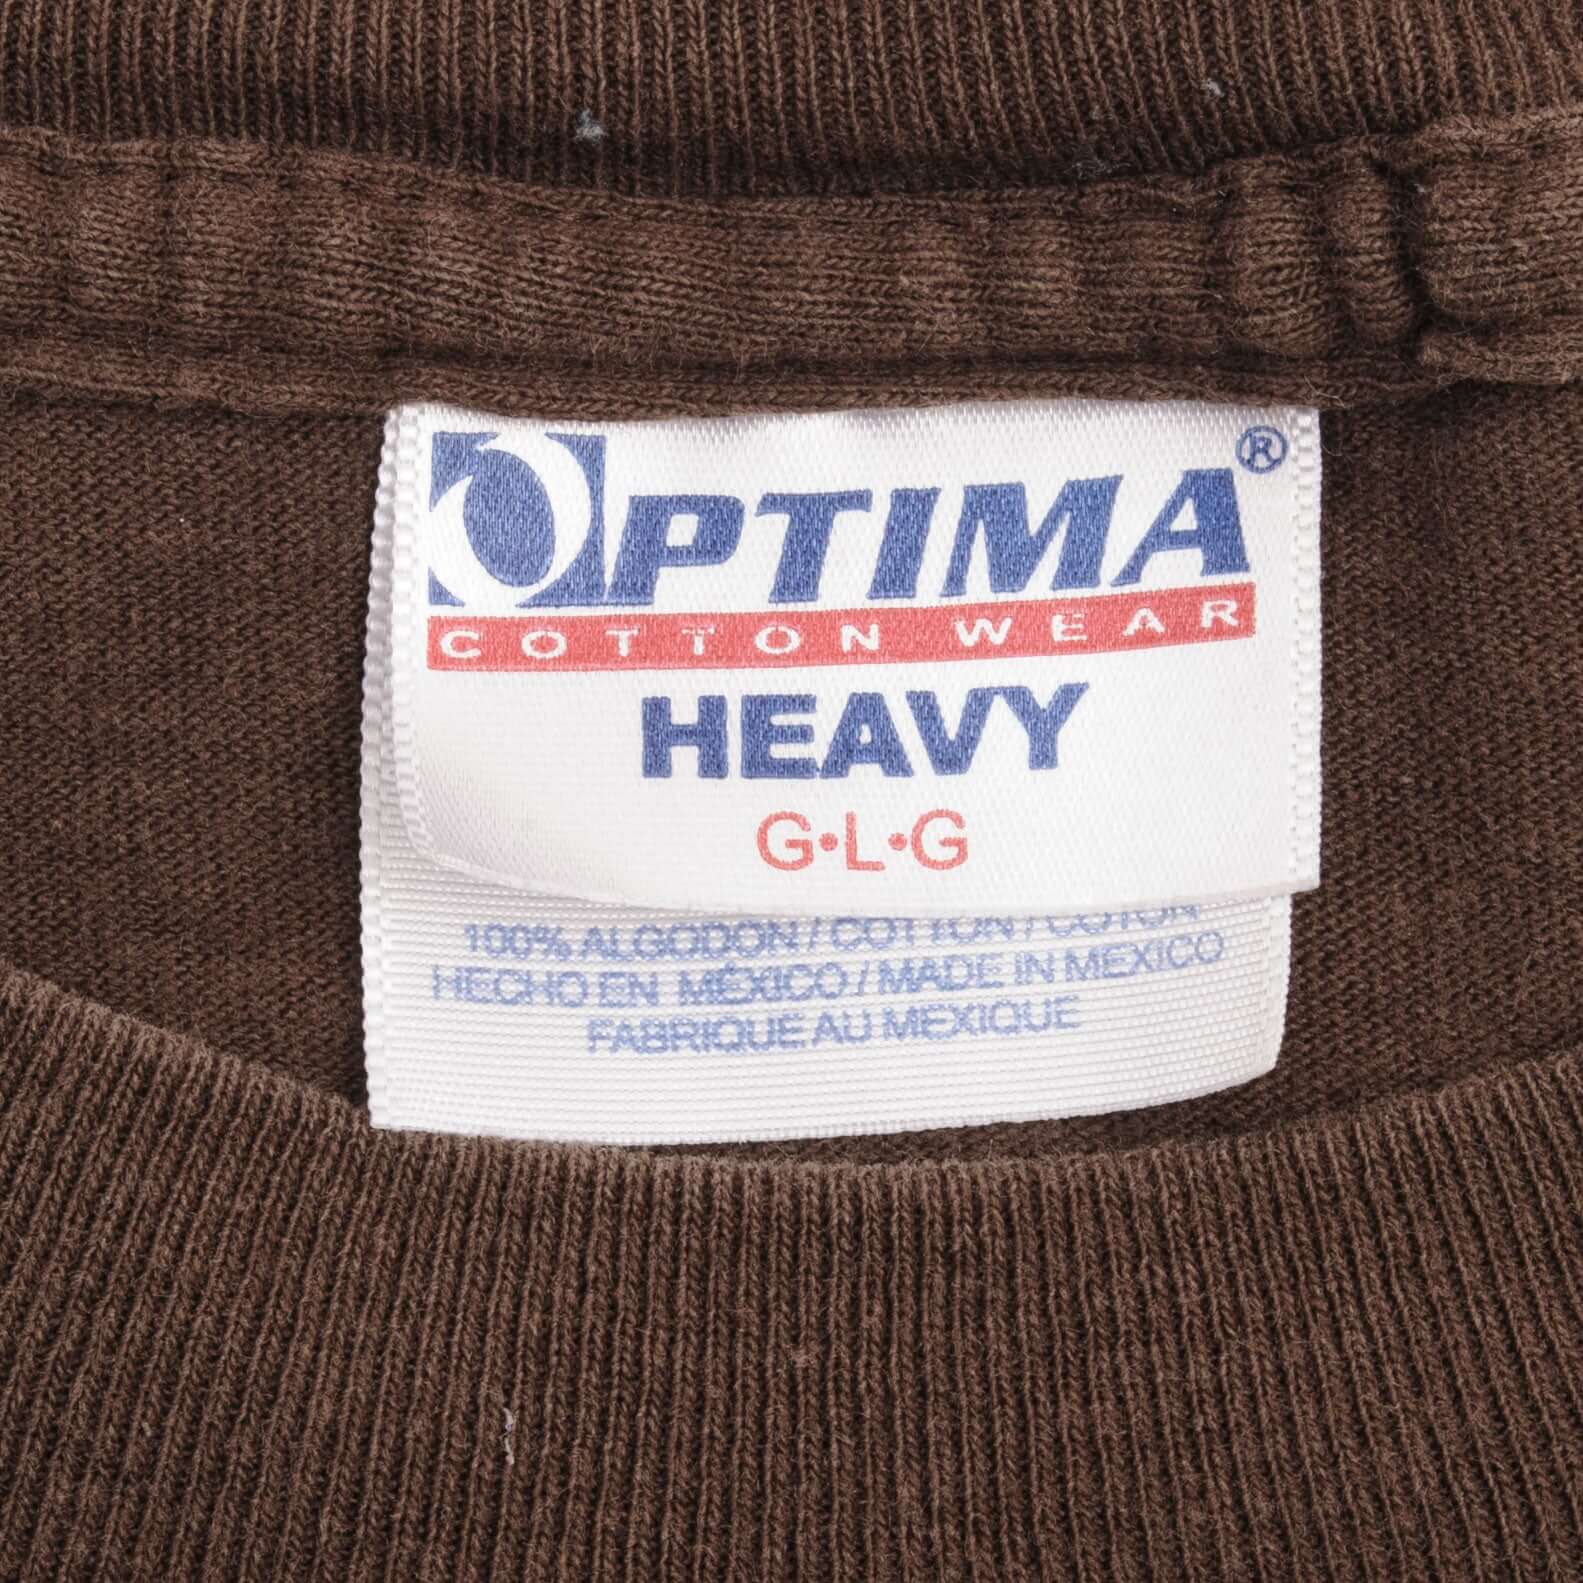 OPTIMA®
COTTON WEAR
HEAVY
G•L•G
100% ALGODON / COTTON / COTON
HECHO EN MÉXICO / MADE IN MEXICO
FABRIQUE AU MEXIQUE